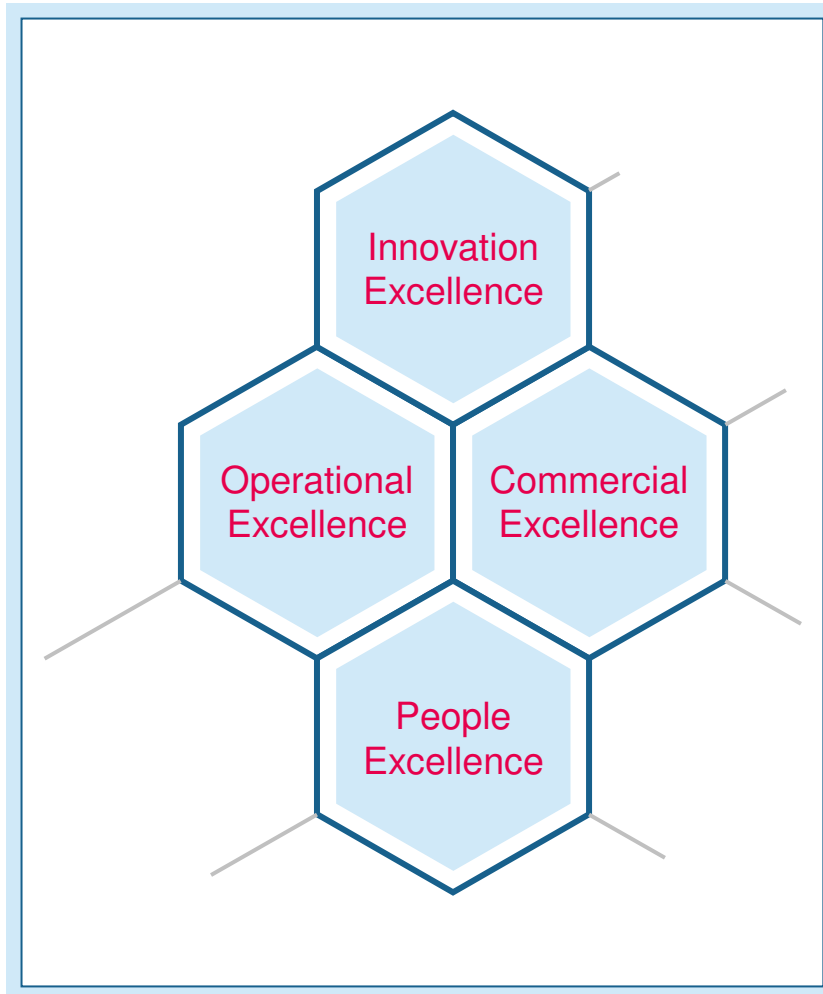 Innovation
Excellence
Operational
Excellence
Commercial
Excellence
People
Excellence